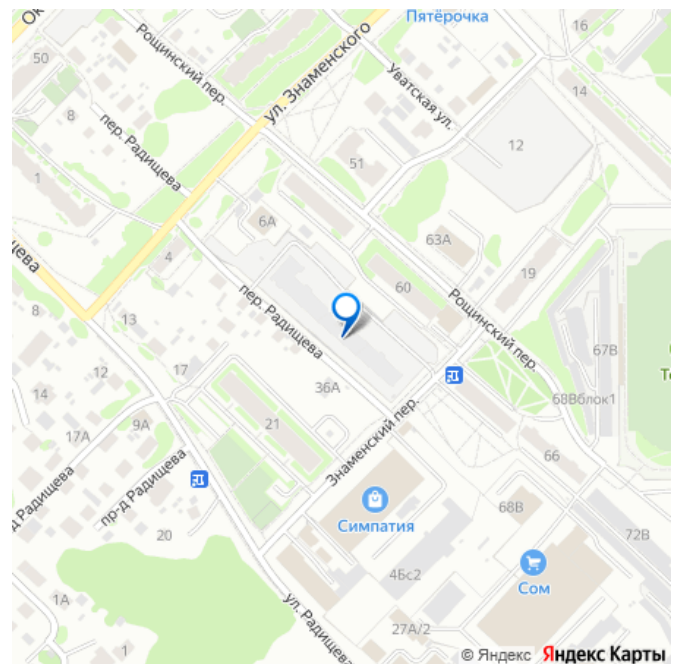 Ок
Пятёрочка
16
50
Рощинский пер.
ул. Знаменского
Уватская ул.
14
8
пер. Радищева
12
51
1
6А
63А
4
19
ищева
пер. Радищева
60
Рощинский пер.
8
13
67В
Те
12
17
36А
68Вблок1
14
9А
21
Знаменский пер.
17А
66
д Радищева
пр-д Радищева
68В
Симпатия
72В
20
4Бс2
Сом
1А
ул. Радищева
27А/2
1
© Яндекс Яндекс Карты